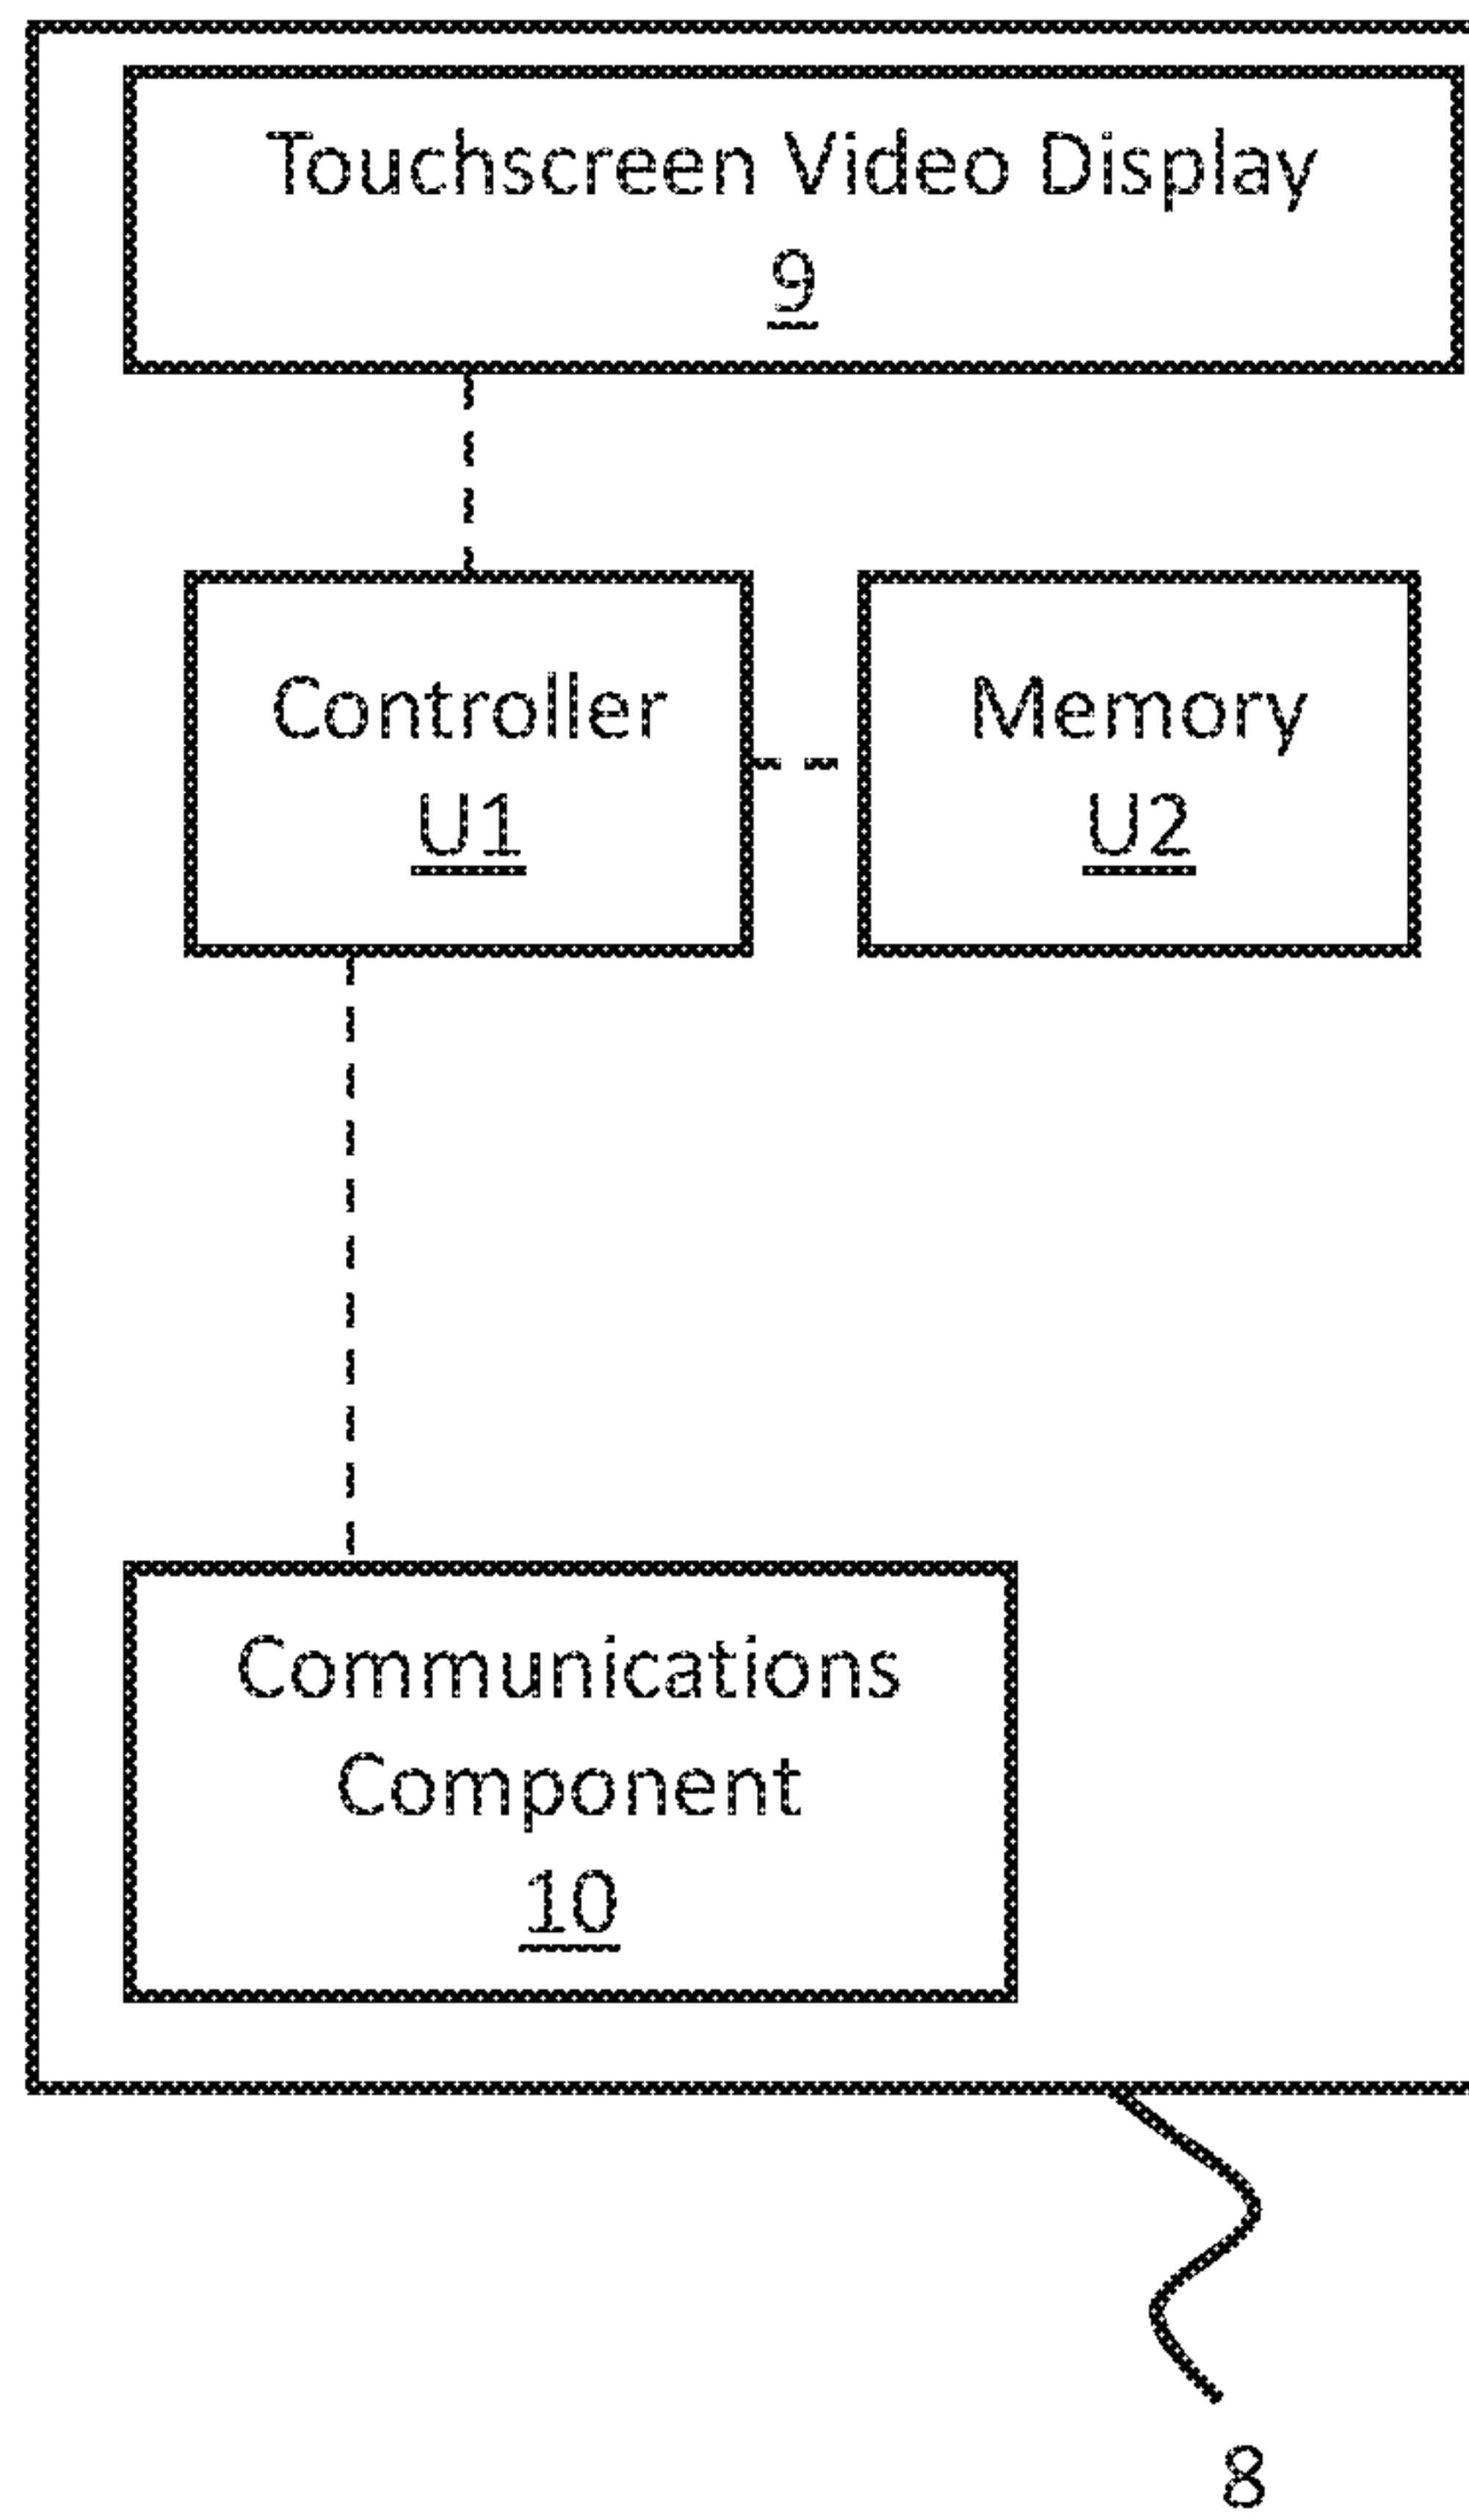 Touchscreen Video Display
9
Controller
U1
Memory
U2
Communications
Component
10
8